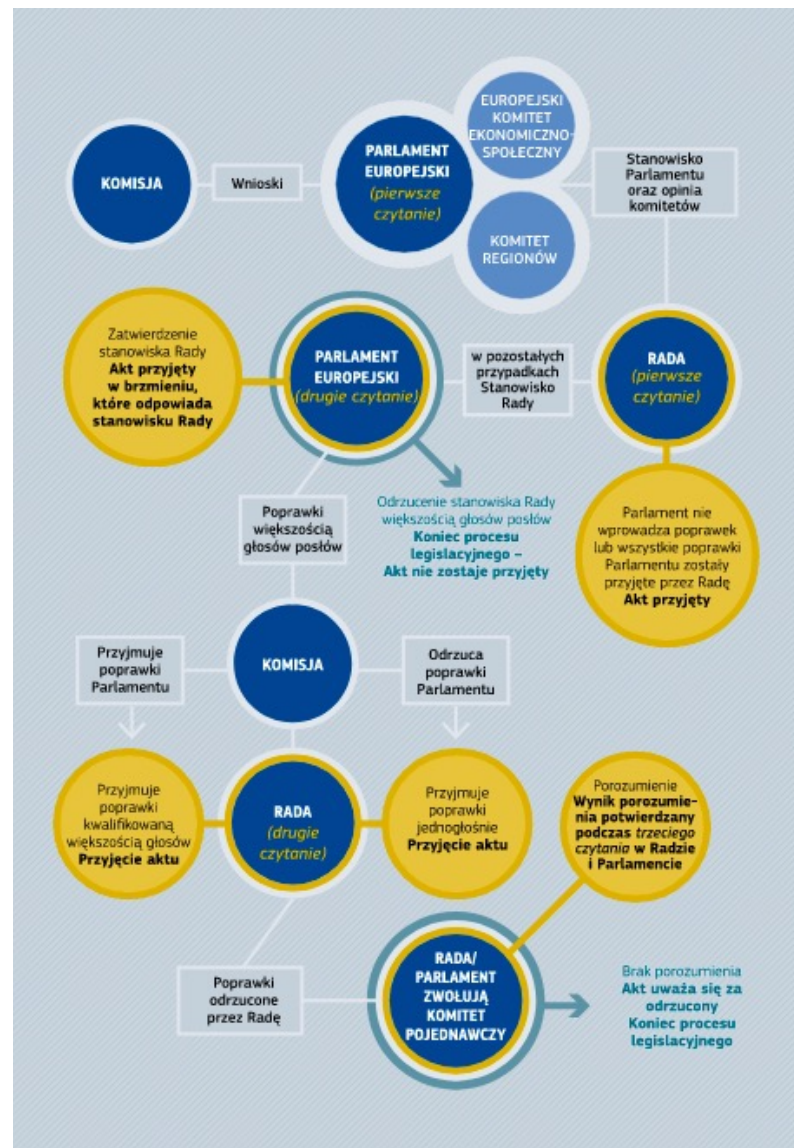 KOMISJA
Wnioski
PARLAMENT
EUROPEJSKI
(pierwsze
czytanie)
EUROPEJSKI
KOMITET
EKONOMICZNO-
SPOŁECZNY
KOMITET
REGIONÓW
Stanowisko
Parlamentu
oraz opinia
komitetów
Zatwierdzenie
stanowiska Rady
Akt przyjęty
w brzmieniu,
które odpowiada
stanowisku Rady
PARLAMENT
EUROPEJSKI
(drugie czytanie)
w pozostałych
przypadkach
Stanowisko
Rady
RADA
(pierwsze
czytanie)
Poprawki
większością
głosów posłów
Odrzucenie stanowiska Rady
większością głosów posłów
Koniec procesu
legislacyjnego –
Akt nie zostaje przyjęty
Parlament nie
wprowadza poprawek
lub wszystkie poprawki
Parlamentu zostały
przyjęte przez Radę
Akt przyjęty
Przyjmuje
poprawki
Parlamentu
KOMISJA
Odrzuca
poprawki
Parlamentu
Przyjmuje
poprawki
kwalifikowaną
większością głosów
Przyjęcie aktu
RADA
(drugie
czytanie)
Przyjmuje
poprawki
jednogłośnie
Przyjęcie aktu
Porozumienie
Wynik porozumie-
nia potwierdzany
podczas trzeciego
czytania w Radzie
i Parlamencie
Poprawki
odrzucone
przez Radę
RADA/
PARLAMENT
ZWOŁUJĄ
KOMITET
POJEDNAWCZY
Brak porozumienia
Akt uważa się za
odrzucony
Koniec procesu
legislacyjnego